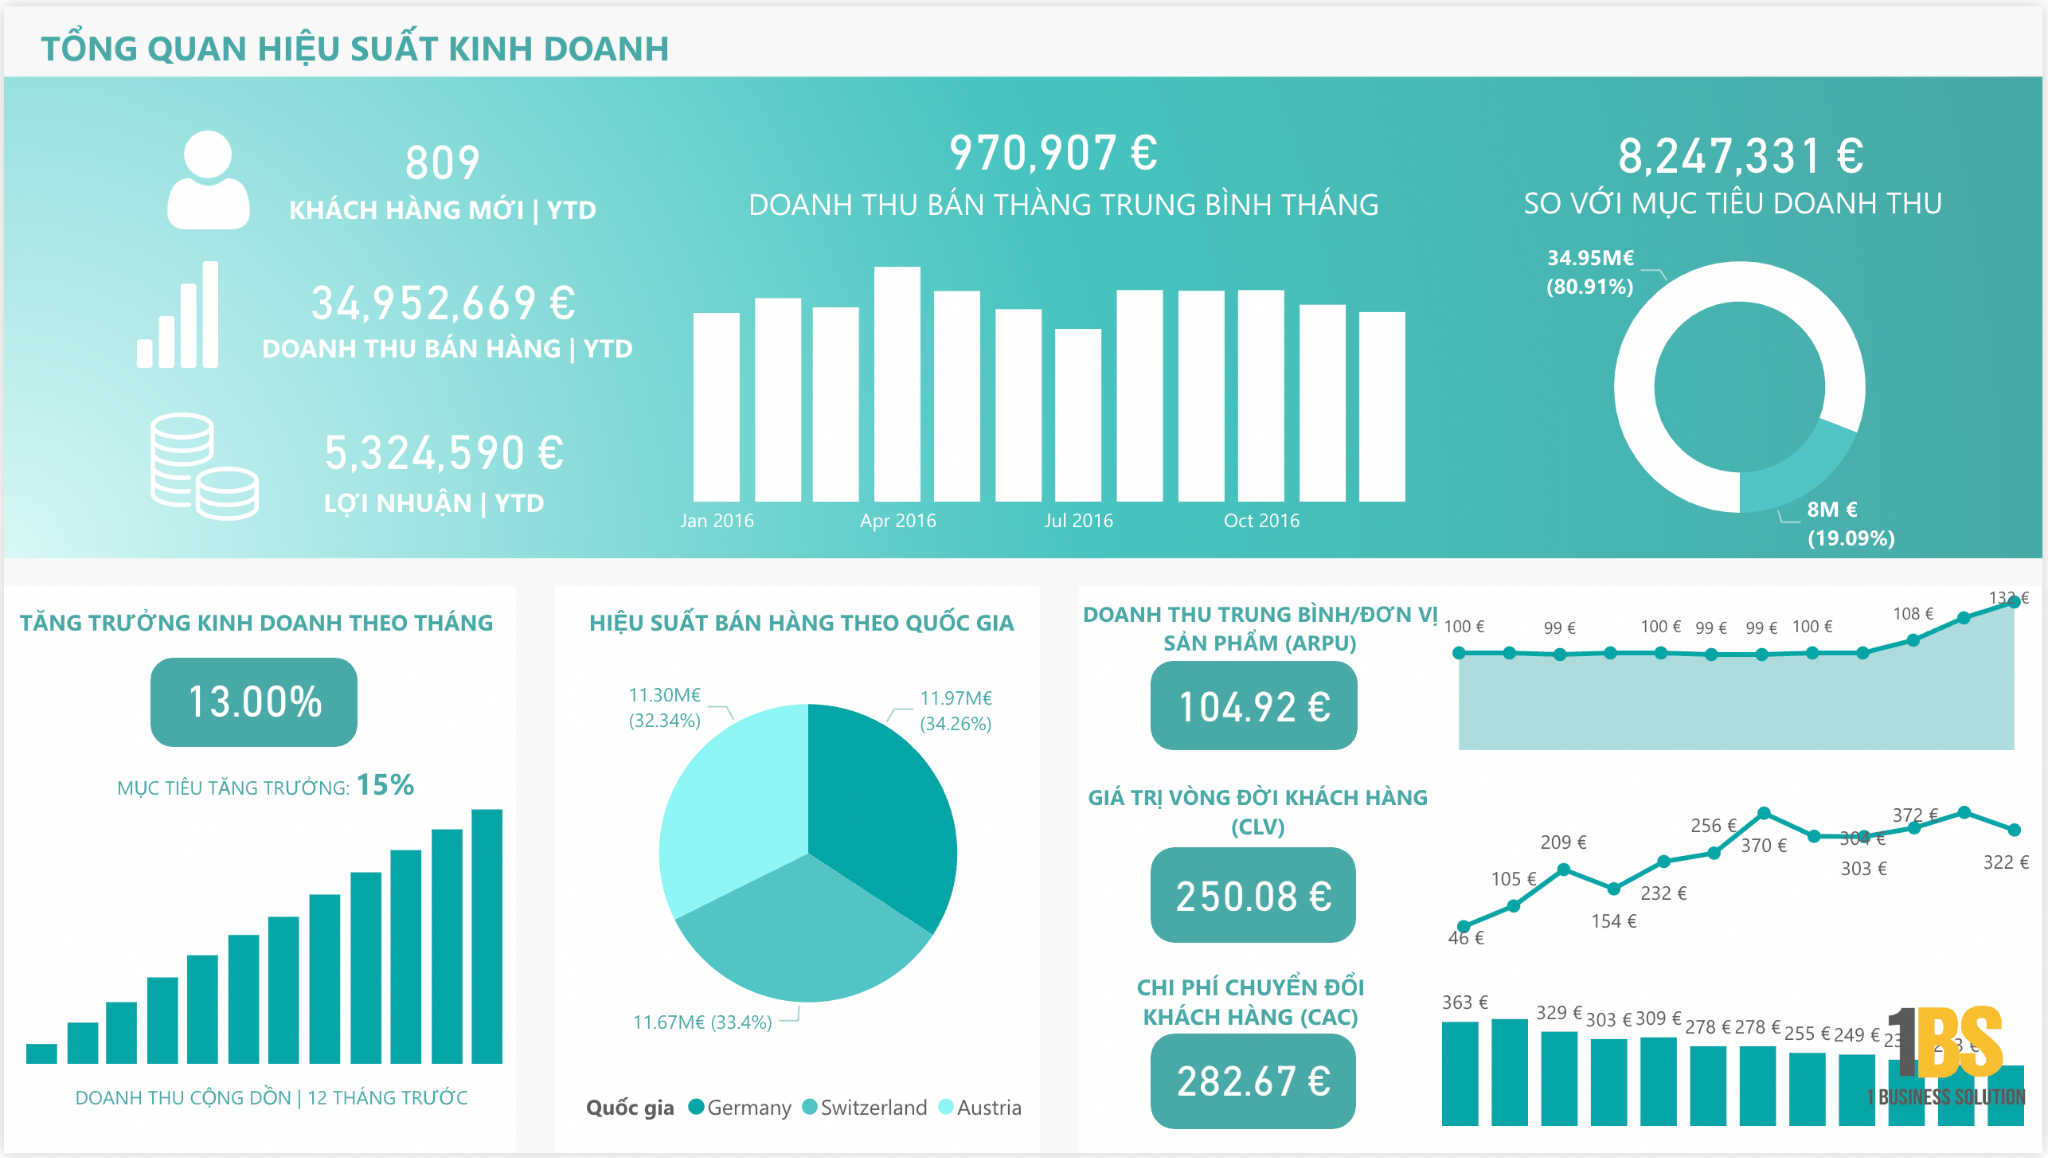 TỔNG QUAN HIỆU SUẤT KINH DOANH
809
KHÁCH HÀNG MỚI | YTD
34,952,669 €
DOANH THU BÁN HÀNG | YTD
5,324,590 €
LỢI NHUẬN | YTD
970,907 €
DOANH THU BÁN THÀNG TRUNG BÌNH THÁNG
Jan 2016
Apr 2016
Jul 2016
Oct 2016
8,247,331 €
SO VỚI MỤC TIÊU DOANH THU
34.95M€
(80.91%)
8M €
(19.09%)
TĂNG TRƯỞNG KINH DOANH THEO THÁNG
13.00%
MỤC TIÊU TĂNG TRƯỞNG: 15%
DOANH THU CỘNG DỒN | 12 THÁNG TRƯỚC
HIỆU SUẤT BÁN HÀNG THEO QUỐC GIA
11.30M€
(32.34%)
11.97M€
(34.26%)
11.67M€ (33.4%)
Quốc gia Germany Switzerland Austria
DOANH THU TRUNG BÌNH/ĐƠN VỊ
SẢN PHẨM (ARPU)
104.92 €
100 € 99 € 100 € 99 € 99 € 100 € 108 € 132 €
GIÁ TRỊ VÒNG ĐỜI KHÁCH HÀNG
(CLV)
250.08 €
46 € 105 € 209 € 154 € 232 € 256 € 370 € 304 € 303 € 372 € 322 €
CHI PHÍ CHUYỂN ĐỔI
KHÁCH HÀNG (CAC)
282.67 €
363 € 329 € 303 € 309 € 278 € 278 € 255 € 249 €
1BS
1 BUSINESS SOLUTION